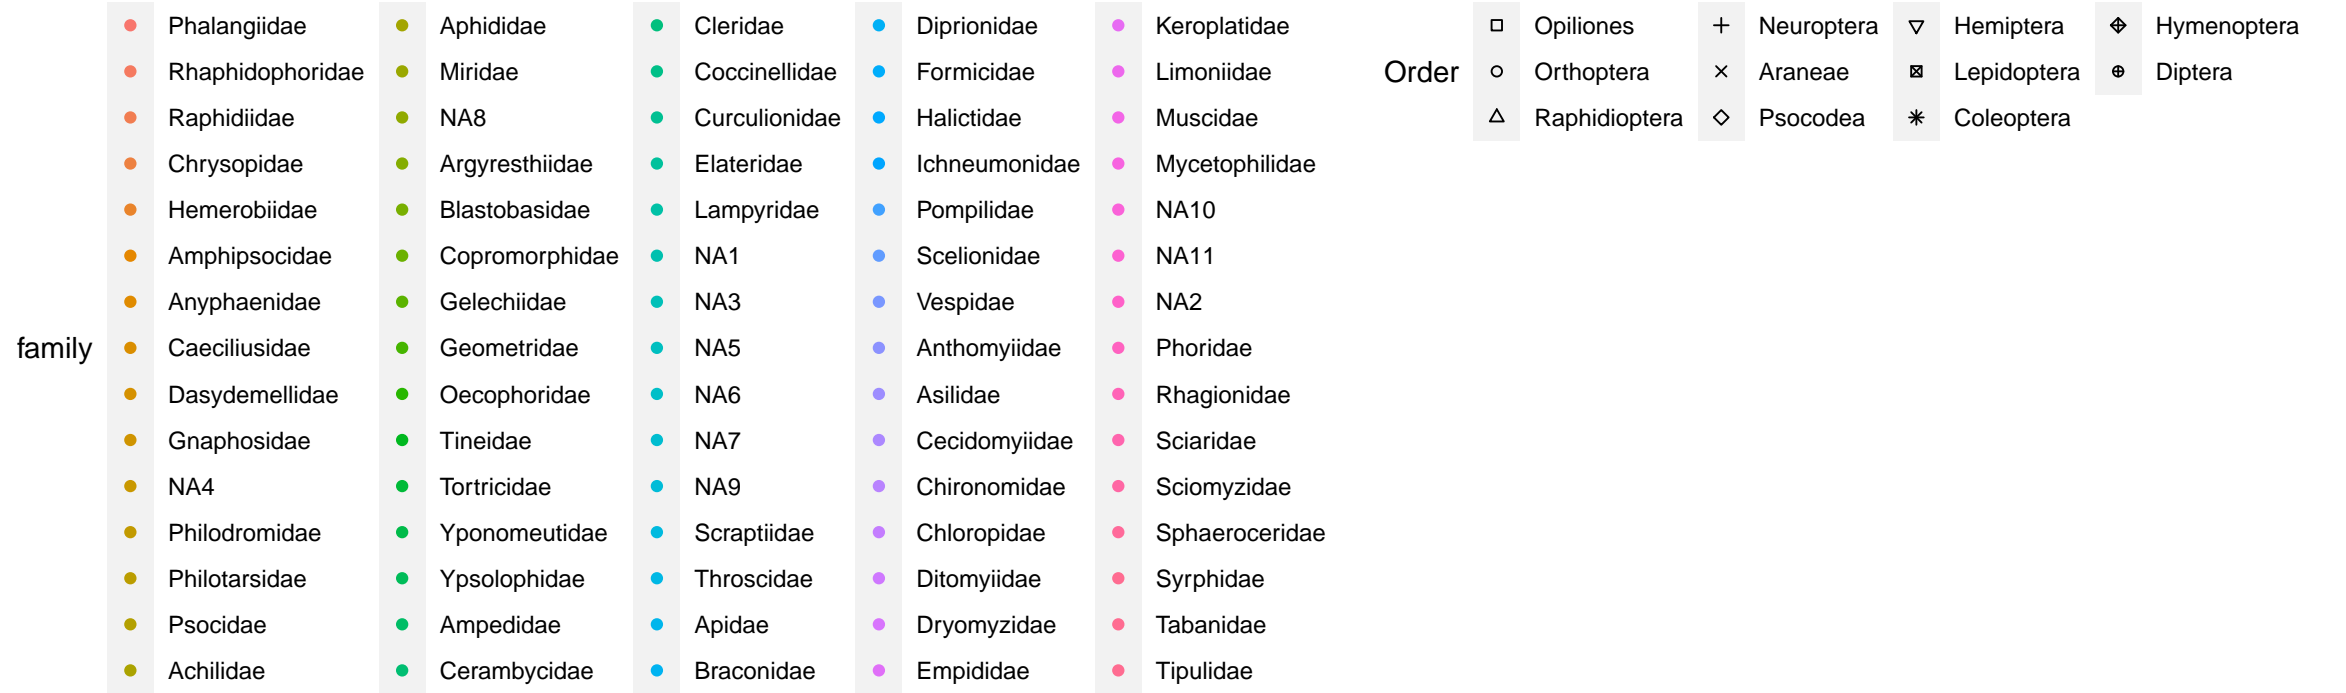 family
Phalangiidae
Rhaphidophoridae
Raphidiidae
Chrysopidae
Hemerobiidae
Amphipsocidae
Anyphaenidae
Caeciliusidae
Dasydemellidae
Gnaphosidae
NA4
Philodromidae
Philotarsidae
Psocidae
Achilidae
Aphididae
Miridae
NA8
Argyresthiidae
Blastobasidae
Copromorphidae
Gelechiidae
Geometridae
Oecophoridae
Tineidae
Tortricidae
Yponomeutidae
Ypsolophidae
Ampedidae
Cerambycidae
Cleridae
Coccinellidae
Curculionidae
Elateridae
Lampyridae
NA1
NA3
NA5
NA6
NA7
NA9
Scraptiidae
Throscidae
Apidae
Braconidae
Diprionidae
Formicidae
Halictidae
Ichneumonidae
Pompilidae
Scelionidae
Vespidae
Anthomyiidae
Asilidae
Cecidomyiidae
Chironomidae
Chloropidae
Ditomyiidae
Dryomyzidae
Empididae
Keroplatidae
Limoniidae
Muscidae
Mycetophilidae
NA10
NA11
NA2
Phoridae
Rhagionidae
Sciaridae
Sciomyzidae
Sphaeroceridae
Syrphidae
Tabanidae
Tipulidae
Order
Opiliones
Orthoptera
Raphidioptera
Neuroptera
Araneae
Psocodea
Hemiptera
Lepidoptera
Coleoptera
Hymenoptera
Diptera